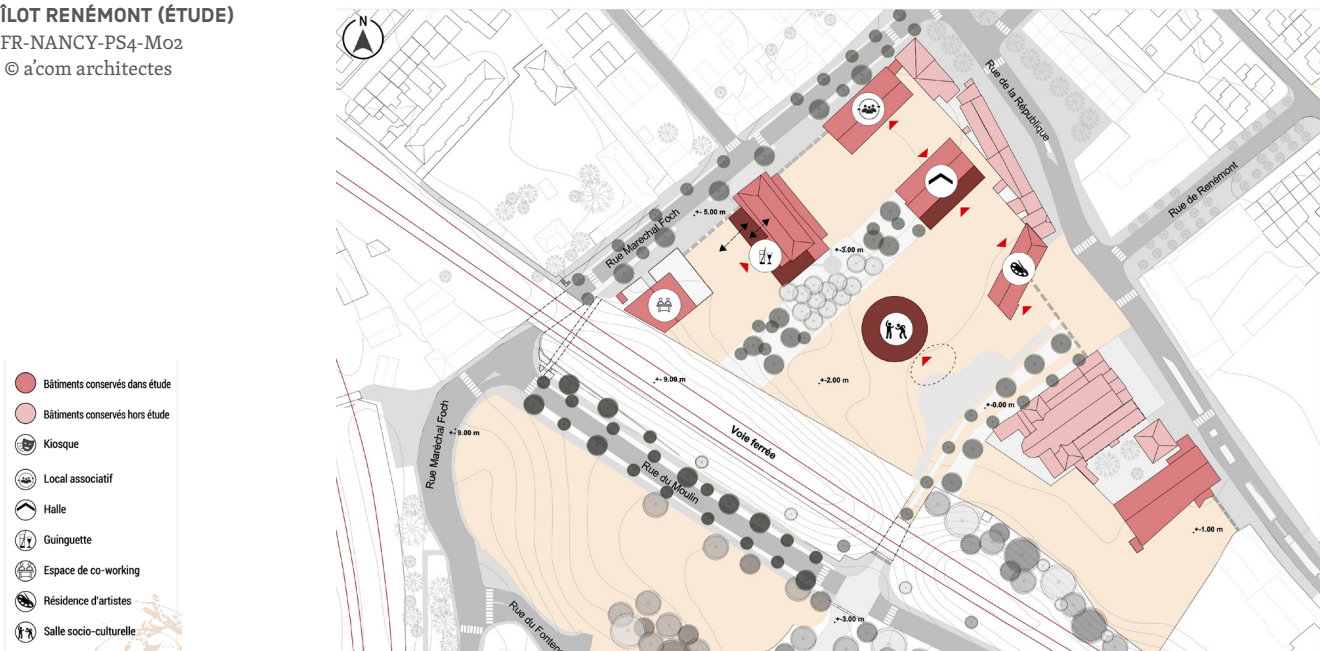 ÎLOT RENÉMONT (ÉTUDE)
FR-NANCY-PS4-M02
© a'com architectes
Bâtiments conservés dans étude
Bâtiments conservés hors étude
Kiosque
Local associatif
Halle
Guinguette
Espace de co-working
Résidence d'artistes
Salle socio-culturelle
N
Rue de la République
Rue de Renémont
Rue Marechal Foch
+- 5.00 m
+-3.00 m
+- 9.00 m
+-2.00 m
+-0.00 m
+-1.00 m
Voie ferrée
Rue Maréchal Foch
+- 9.00 m
Rue du Moulin
+-3.00 m